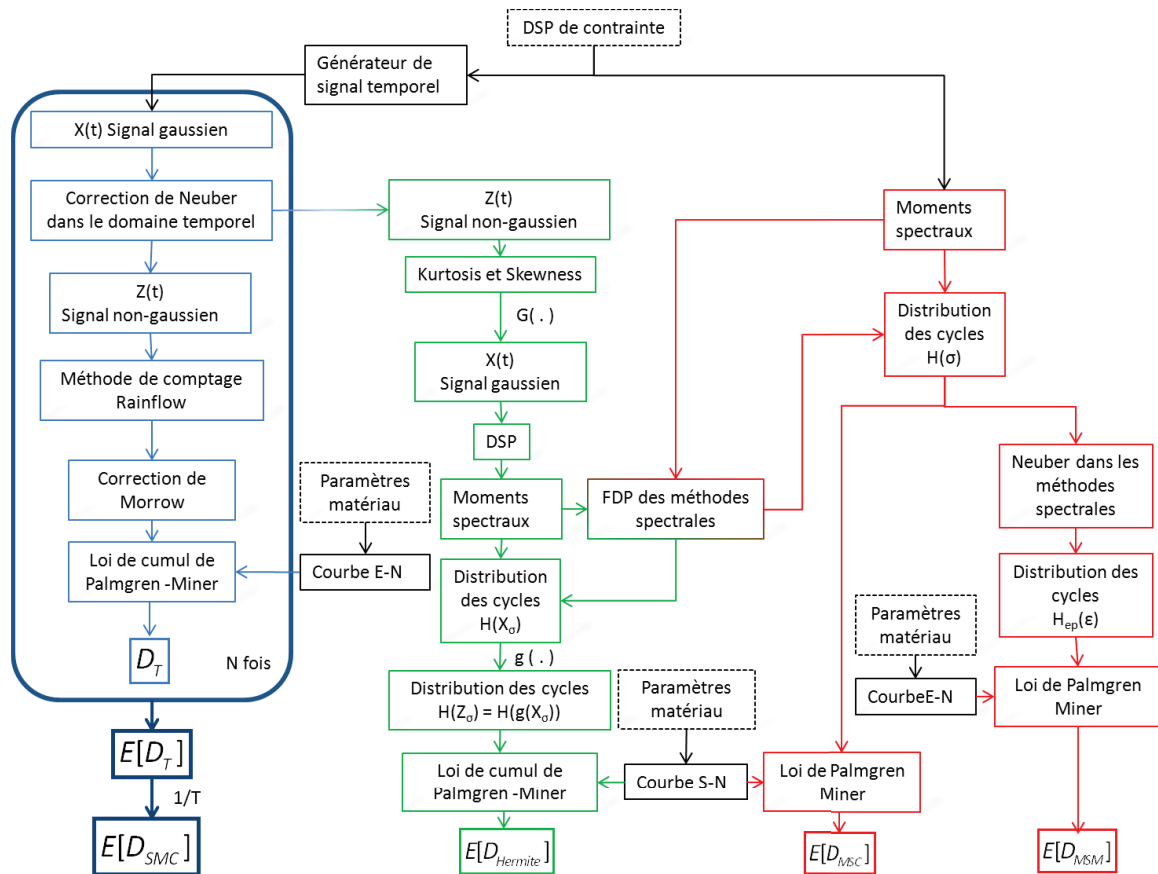 DSP de contrainte
Générateur de
signal temporel
X(t) Signal gaussien
Correction de Neuber
dans le domaine temporel
Z(t)
Signal non-gaussien
Méthode de comptage
Rainflow
Correction de
Morrow
Loi de cumul de
Palmgren -Miner
D_T
N fois
E[D_T]
1/T
E[D_SMC]
Paramètres
matériau
Courbe E-N
Z(t)
Signal non-gaussien
Kurtosis et Skewness
G( . )
X(t)
Signal gaussien
DSP
Moments
spectraux
FDP des méthodes
spectrales
Distribution
des cycles
H(X_σ)
g( . )
Distribution des cycles
H(Z_σ) = H(g(X_σ))
Loi de cumul de
Palmgren -Miner
E[D_Hermite]
Paramètres
matériau
Courbe S-N
Moments
spectraux
Distribution
des cycles
H(σ)
Loi de Palmgren
Miner
E[D_MSC]
Neuber dans les
méthodes
spectrales
Distribution des
cycles
H_ep(ε)
Paramètres
matériau
CourbeE-N
Loi de Palmgren
Miner
E[D_MSM]